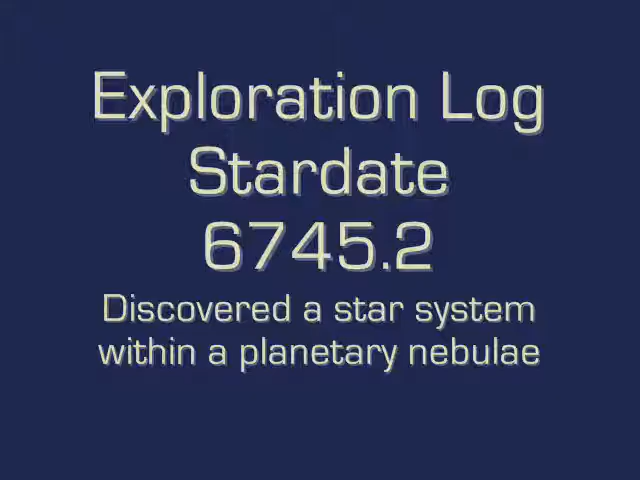 Exploration Log
Stardate
6745.2
Discovered a star system
within a planetary nebulae